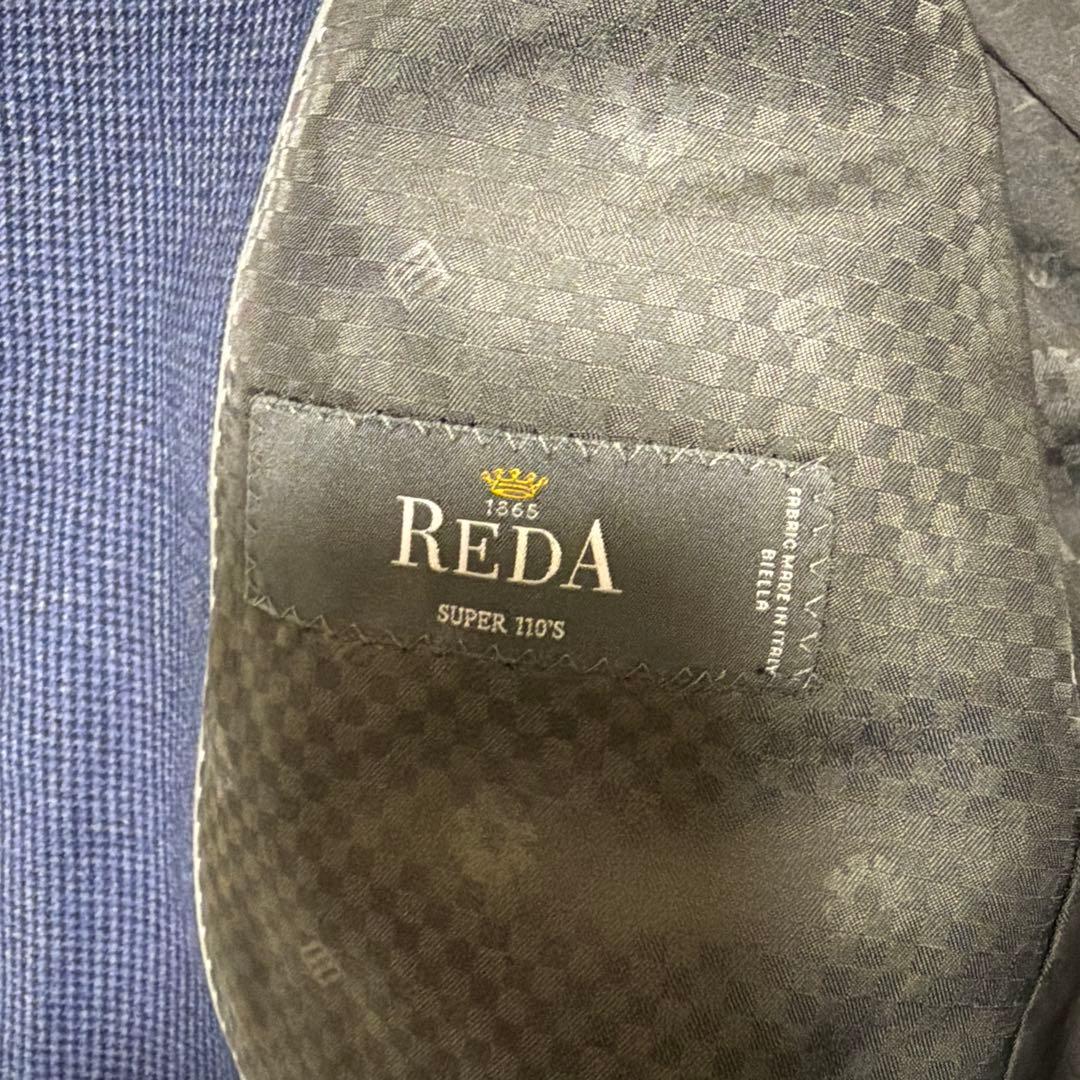 1865
REDA
SUPER 110'S
FABRIC MADE IN ITALY
BIELLA